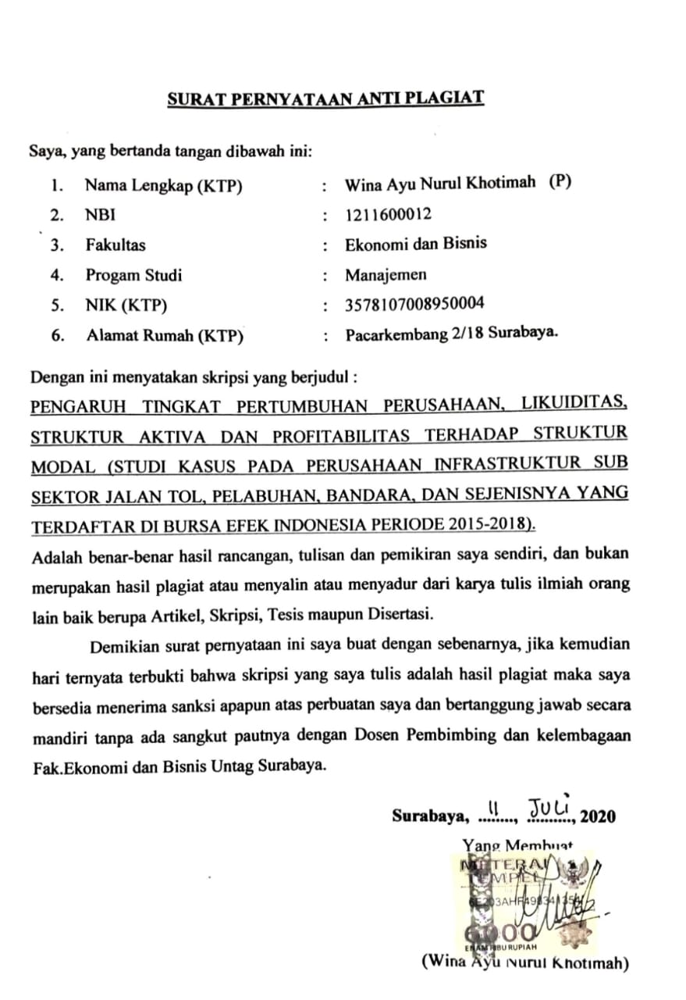 SURAT PERNYATAAN ANTI PLAGIAT
Saya, yang bertanda tangan dibawah ini:
1. Nama Lengkap (KTP) : Wina Ayu Nurul Khotimah (P)
2. NBI : 1211600012
3. Fakultas : Ekonomi dan Bisnis
4. Progam Studi : Manajemen
5. NIK (KTP) : 3578107008950004
6. Alamat Rumah (KTP) : Pacarkembang 2/18 Surabaya.
Dengan ini menyatakan skripsi yang berjudul :
PENGARUH TINGKAT PERTUMBUHAN PERUSAHAAN, LIKUIDITAS,
STRUKTUR AKTIVA DAN PROFITABILITAS TERHADAP STRUKTUR
MODAL (STUDI KASUS PADA PERUSAHAAN INFRASTRUKTUR SUB
SEKTOR JALAN TOL, PELABUHAN, BANDARA, DAN SEJENISNYA YANG
TERDAFTAR DI BURSA EFEK INDONESIA PERIODE 2015-2018).
Adalah benar-benar hasil rancangan, tulisan dan pemikiran saya sendiri, dan bukan
merupakan hasil plagiat atau menyalin atau menyadur dari karya tulis ilmiah orang
lain baik berupa Artikel, Skripsi, Tesis maupun Disertasi.
Demikian surat pernyataan ini saya buat dengan sebenarnya, jika kemudian
hari ternyata terbukti bahwa skripsi yang saya tulis adalah hasil plagiat maka saya
bersedia menerima sanksi apapun atas perbuatan saya dan bertanggung jawab secara
mandiri tanpa ada sangkut pautnya dengan Dosen Pembimbing dan kelembagaan
Fak.Ekonomi dan Bisnis Untag Surabaya.
Surabaya, 11, JULI, 2020
Yang Membuat
METERAI
TEMPEL
6000
ENAM RIBU RUPIAH
(Wina Ayu Nurul Khotimah)